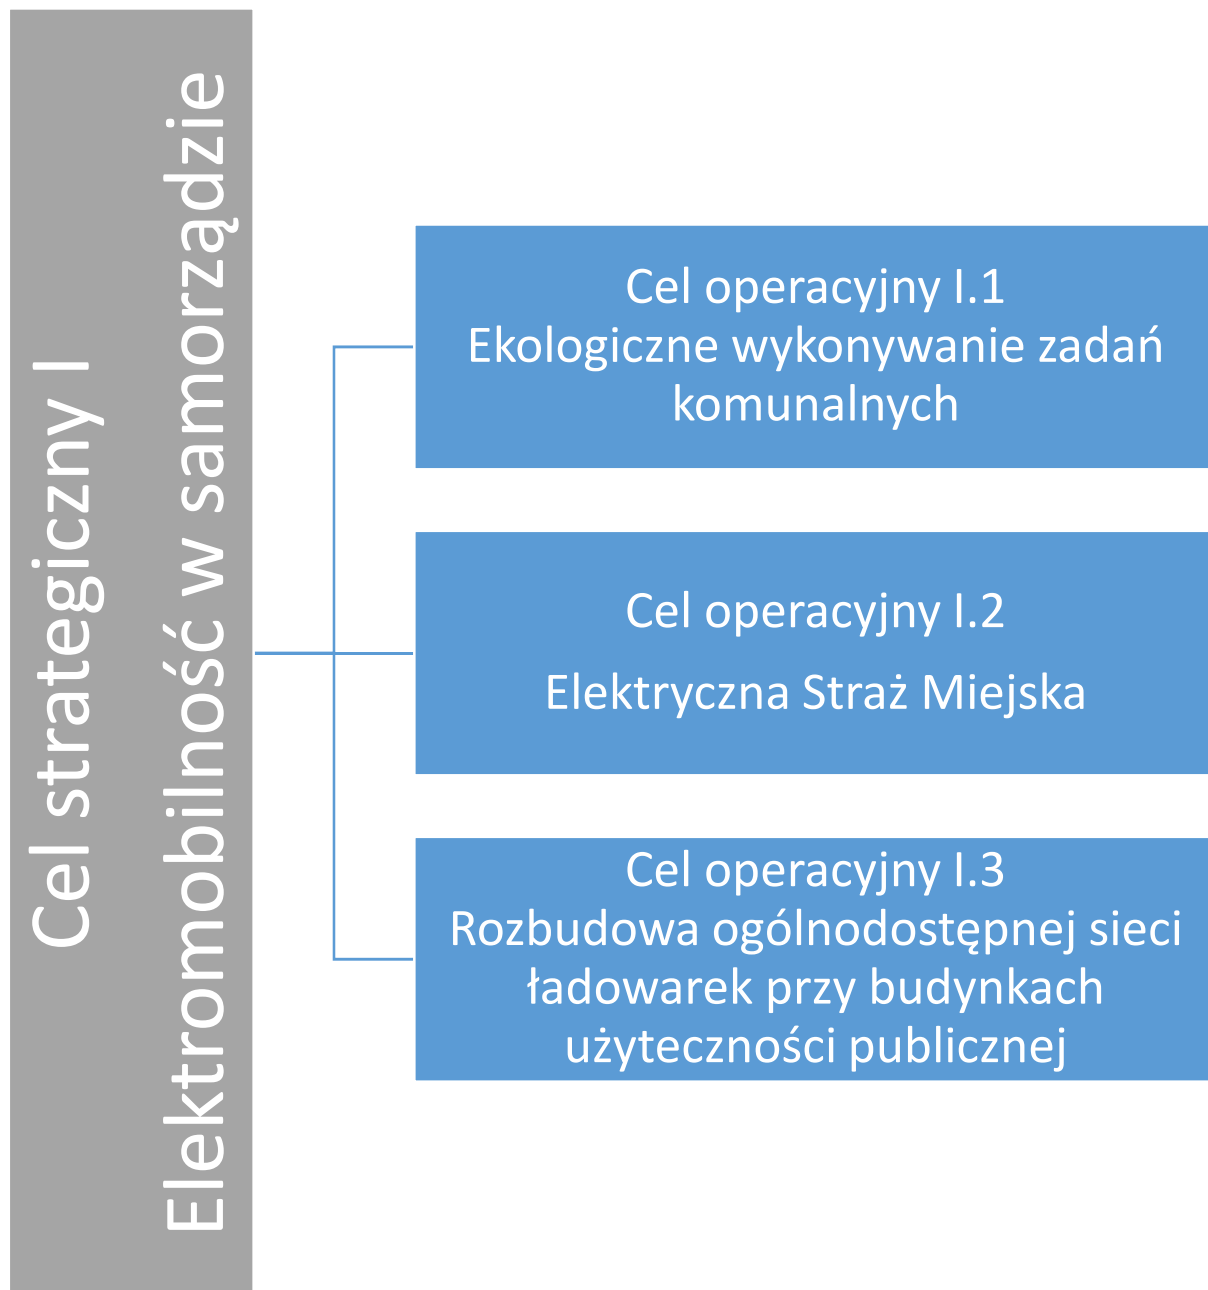 Cel strategiczny I
Elektromobilność w samorządzie
Cel operacyjny I.1
Ekologiczne wykonywanie zadań
komunalnych
Cel operacyjny I.2
Elektryczna Straż Miejska
Cel operacyjny I.3
Rozbudowa ogólnodostępnej sieci
ładowarek przy budynkach
użyteczności publicznej